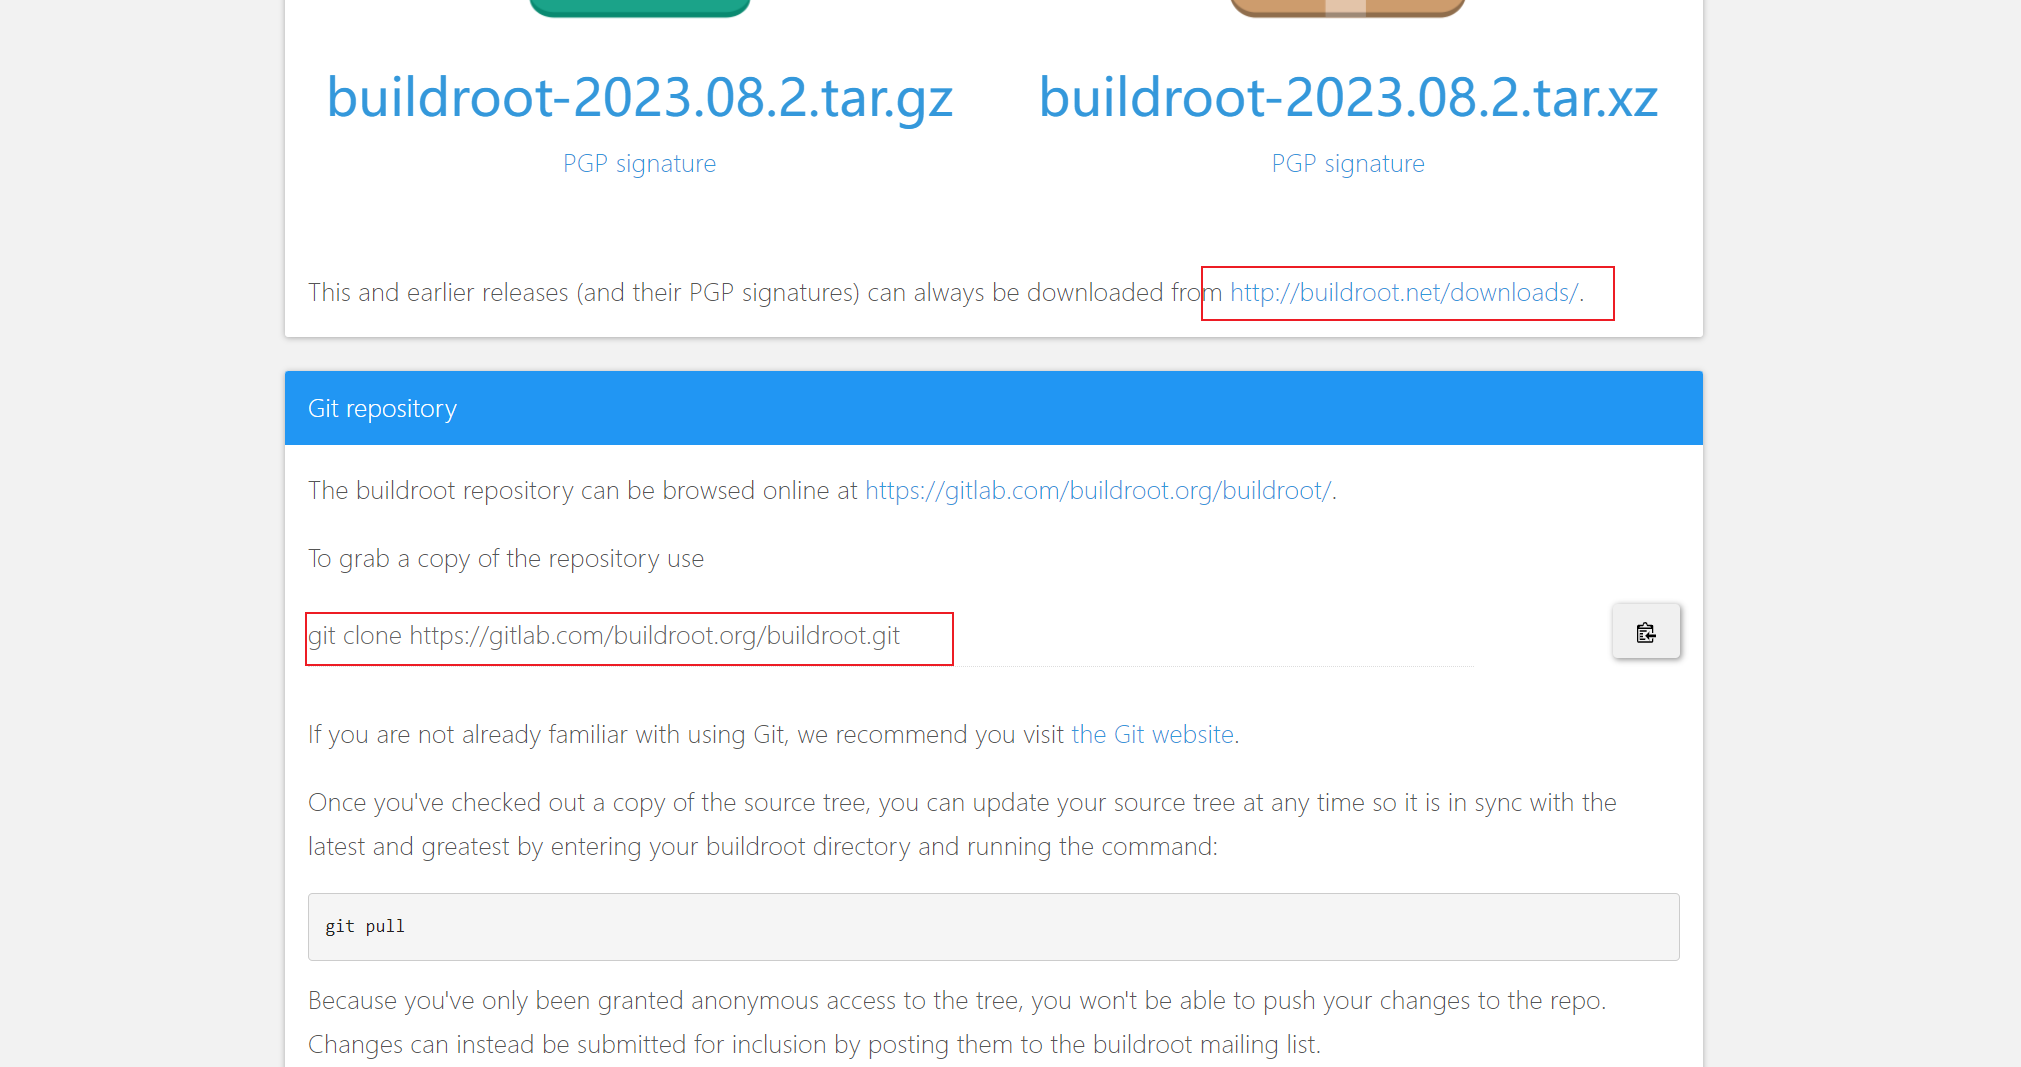 buildroot-2023.08.2.tar.gz
buildroot-2023.08.2.tar.xz
PGP signature
PGP signature
This and earlier releases (and their PGP signatures) can always be downloaded from http://buildroot.net/downloads/.
Git repository
The buildroot repository can be browsed online at https://gitlab.com/buildroot.org/buildroot/.
To grab a copy of the repository use
git clone https://gitlab.com/buildroot.org/buildroot.git
If you are not already familiar with using Git, we recommend you visit the Git website.
Once you've checked out a copy of the source tree, you can update your source tree at any time so it is in sync with the
latest and greatest by entering your buildroot directory and running the command:
git pull
Because you've only been granted anonymous access to the tree, you won't be able to push your changes to the repo.
Changes can instead be submitted for inclusion by posting them to the buildroot mailing list.